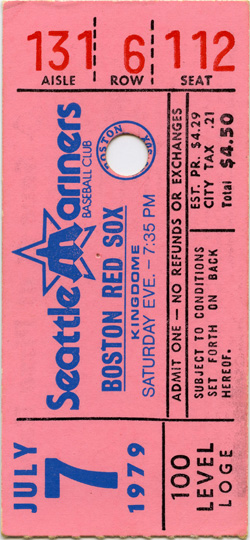 131 6 112
AISLE ROW SEAT
Seattle Mariners
BASEBALL CLUB
BOSTON
SOX
BOSTON RED SOX
KINGDOME
SATURDAY EVE. – 7:35 PM
ADMIT ONE – NO REFUNDS OR EXCHANGES
EST. PR. $4.29
CITY TAX .21
Total $4.50
SUBJECT TO CONDITIONS
SET FORTH ON BACK
HEREOF.
JULY
7
1979
100 LEVEL
LOGE